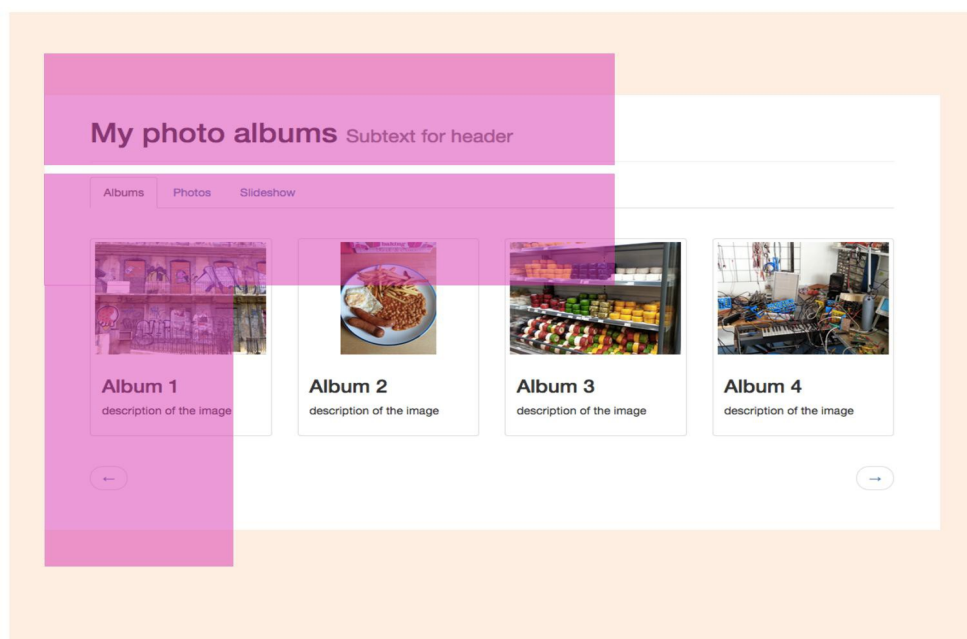 My photo albums Subtext for header
Albums Photos Slideshow
Album 1
description of the image
Album 2
description of the image
Album 3
description of the image
Album 4
description of the image
← →